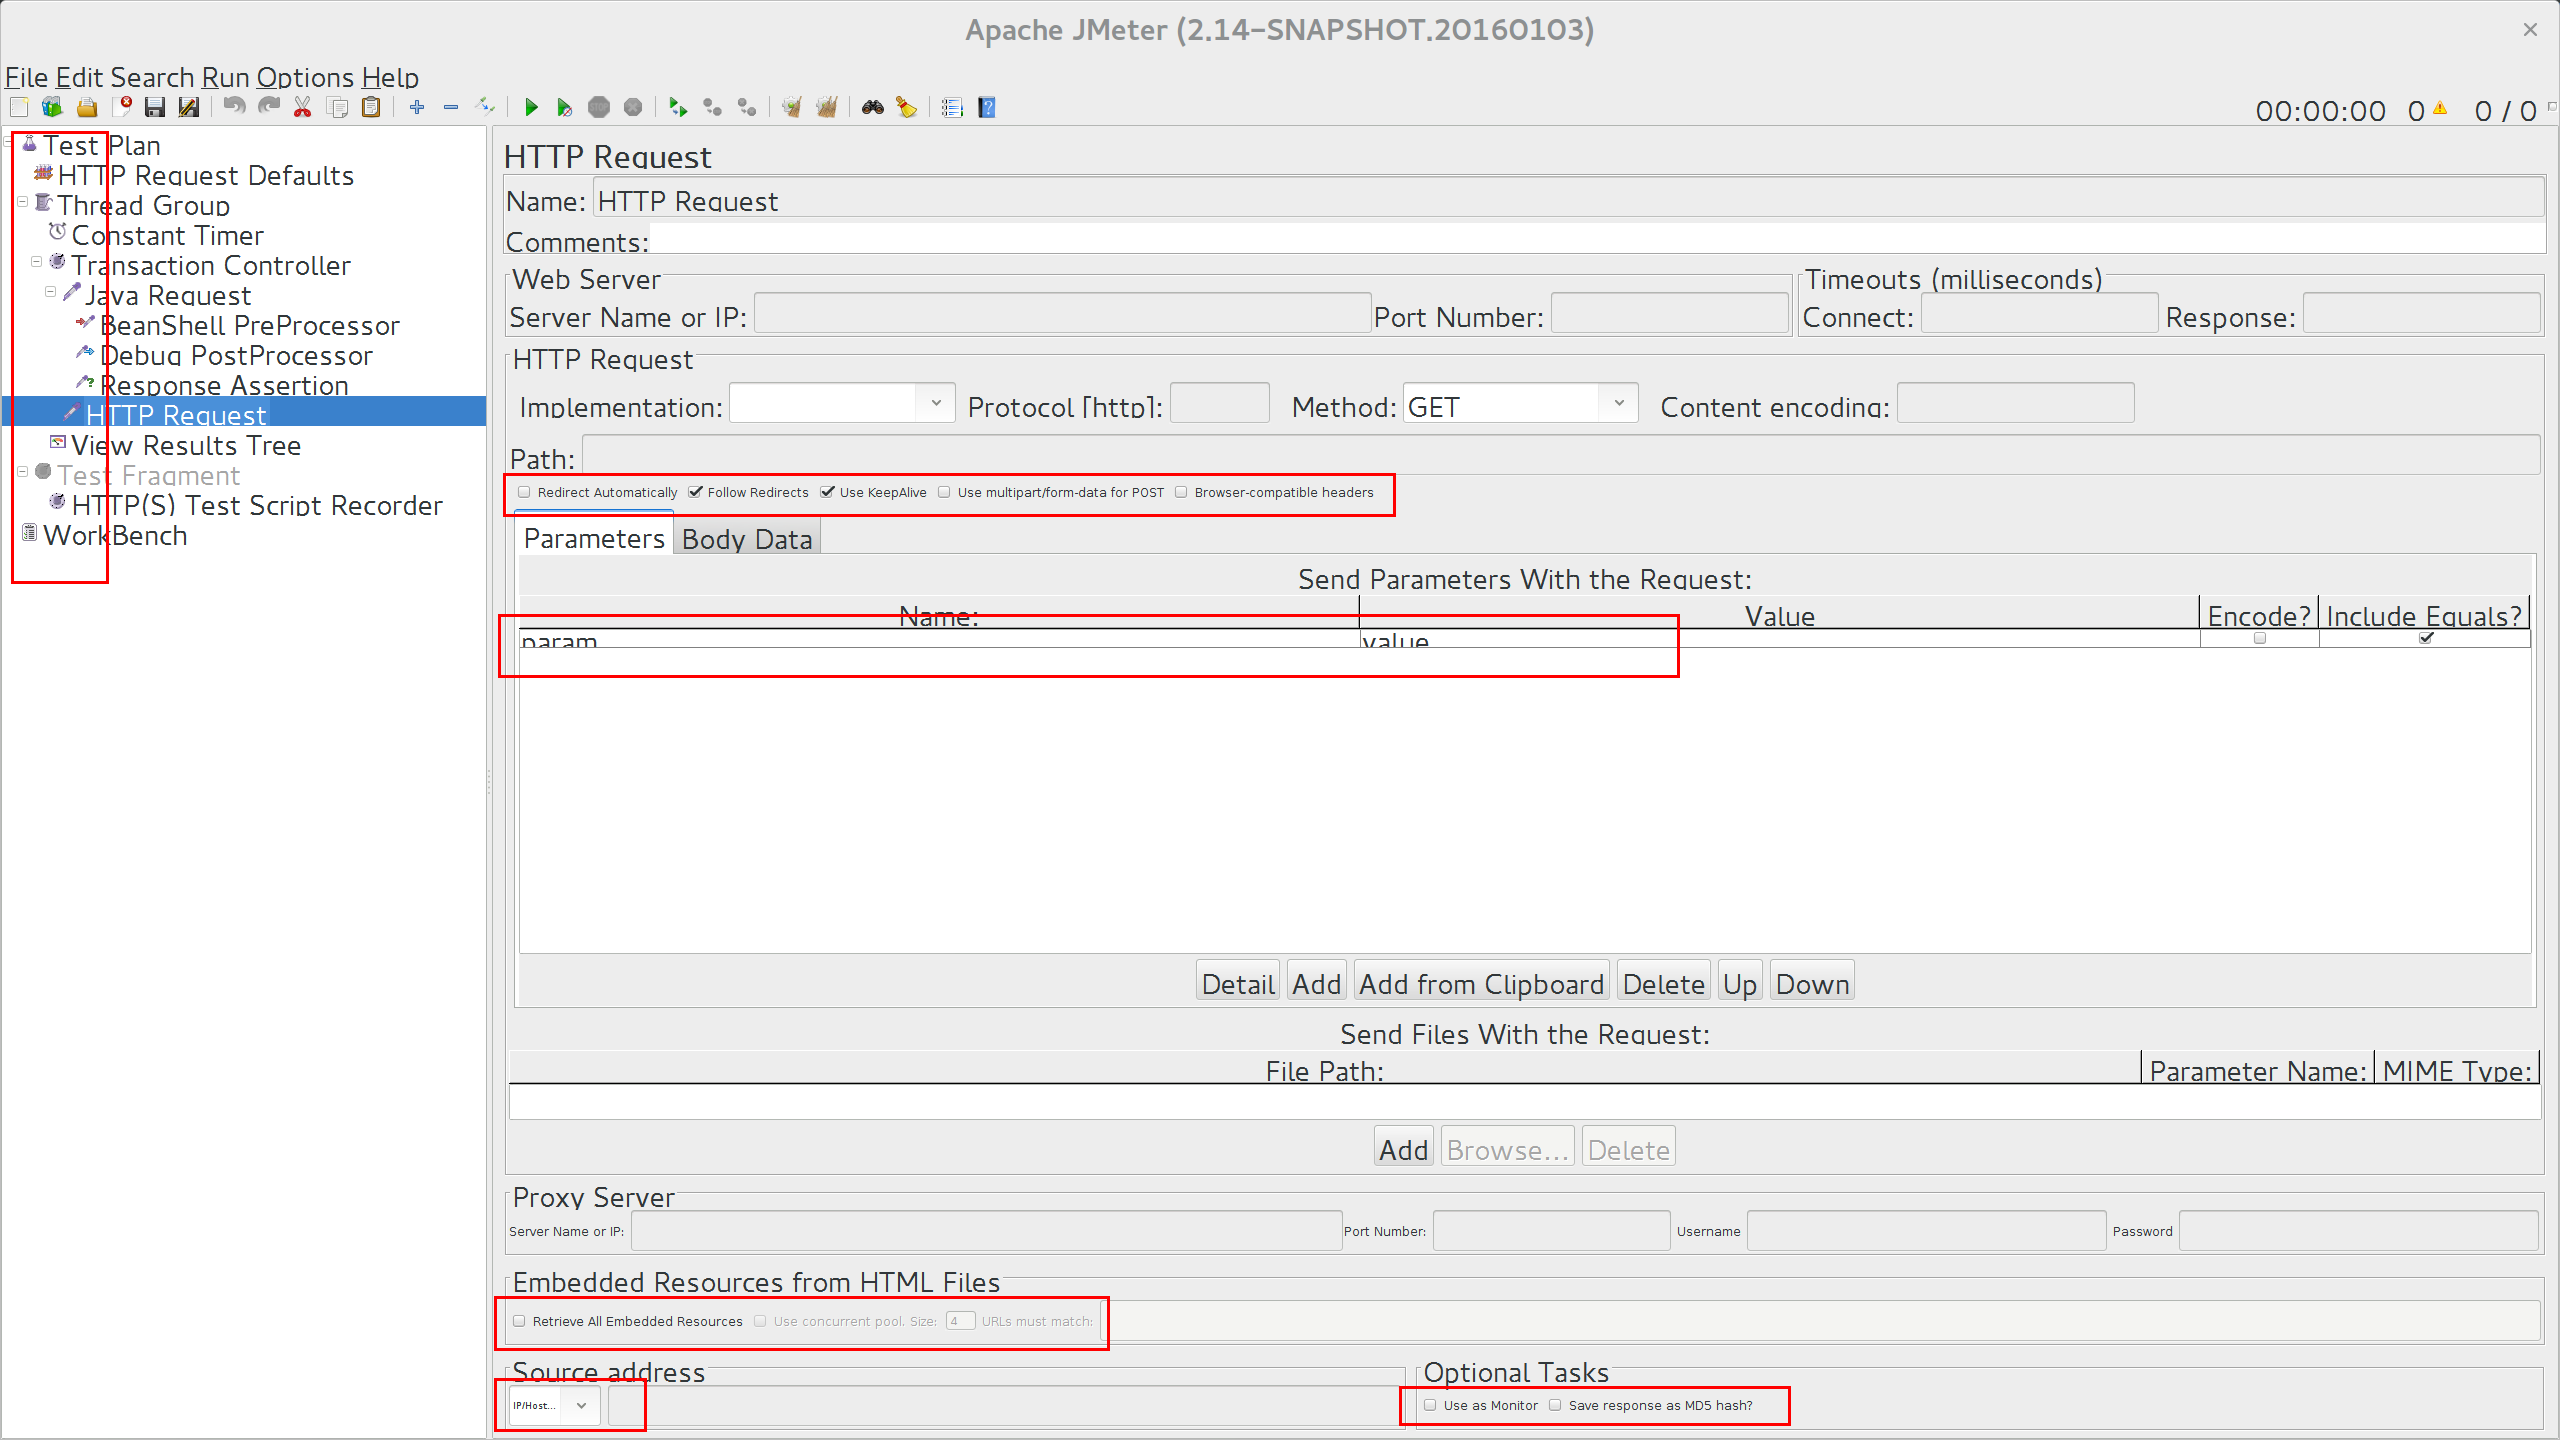 Apache JMeter (2.14-SNAPSHOT.20160103)
File Edit Search Run Options Help
00:00:00 0 0 / 0
Test Plan
HTTP Request Defaults
Thread Group
Constant Timer
Transaction Controller
Java Request
BeanShell PreProcessor
Debug PostProcessor
Response Assertion
HTTP Request
View Results Tree
Test Fragment
HTTP(S) Test Script Recorder
WorkBench
HTTP Request
Name: HTTP Request
Comments:
Web Server
Server Name or IP: Port Number:
Timeouts (milliseconds)
Connect: Response:
HTTP Request
Implementation: Protocol [http]: Method: GET Content encoding:
Path:
Redirect Automatically Follow Redirects Use KeepAlive Use multipart/form-data for POST Browser-compatible headers
Parameters Body Data
Send Parameters With the Request:
Name: Value Encode? Include Equals?
param value
Detail Add Add from Clipboard Delete Up Down
Send Files With the Request:
File Path: Parameter Name: MIME Type:
Add Browse... Delete
Proxy Server
Server Name or IP: Port Number: Username Password
Embedded Resources from HTML Files
Retrieve All Embedded Resources Use concurrent pool. Size: 4 URLs must match:
Source address
IP/Host...
Optional Tasks
Use as Monitor Save response as MD5 hash?